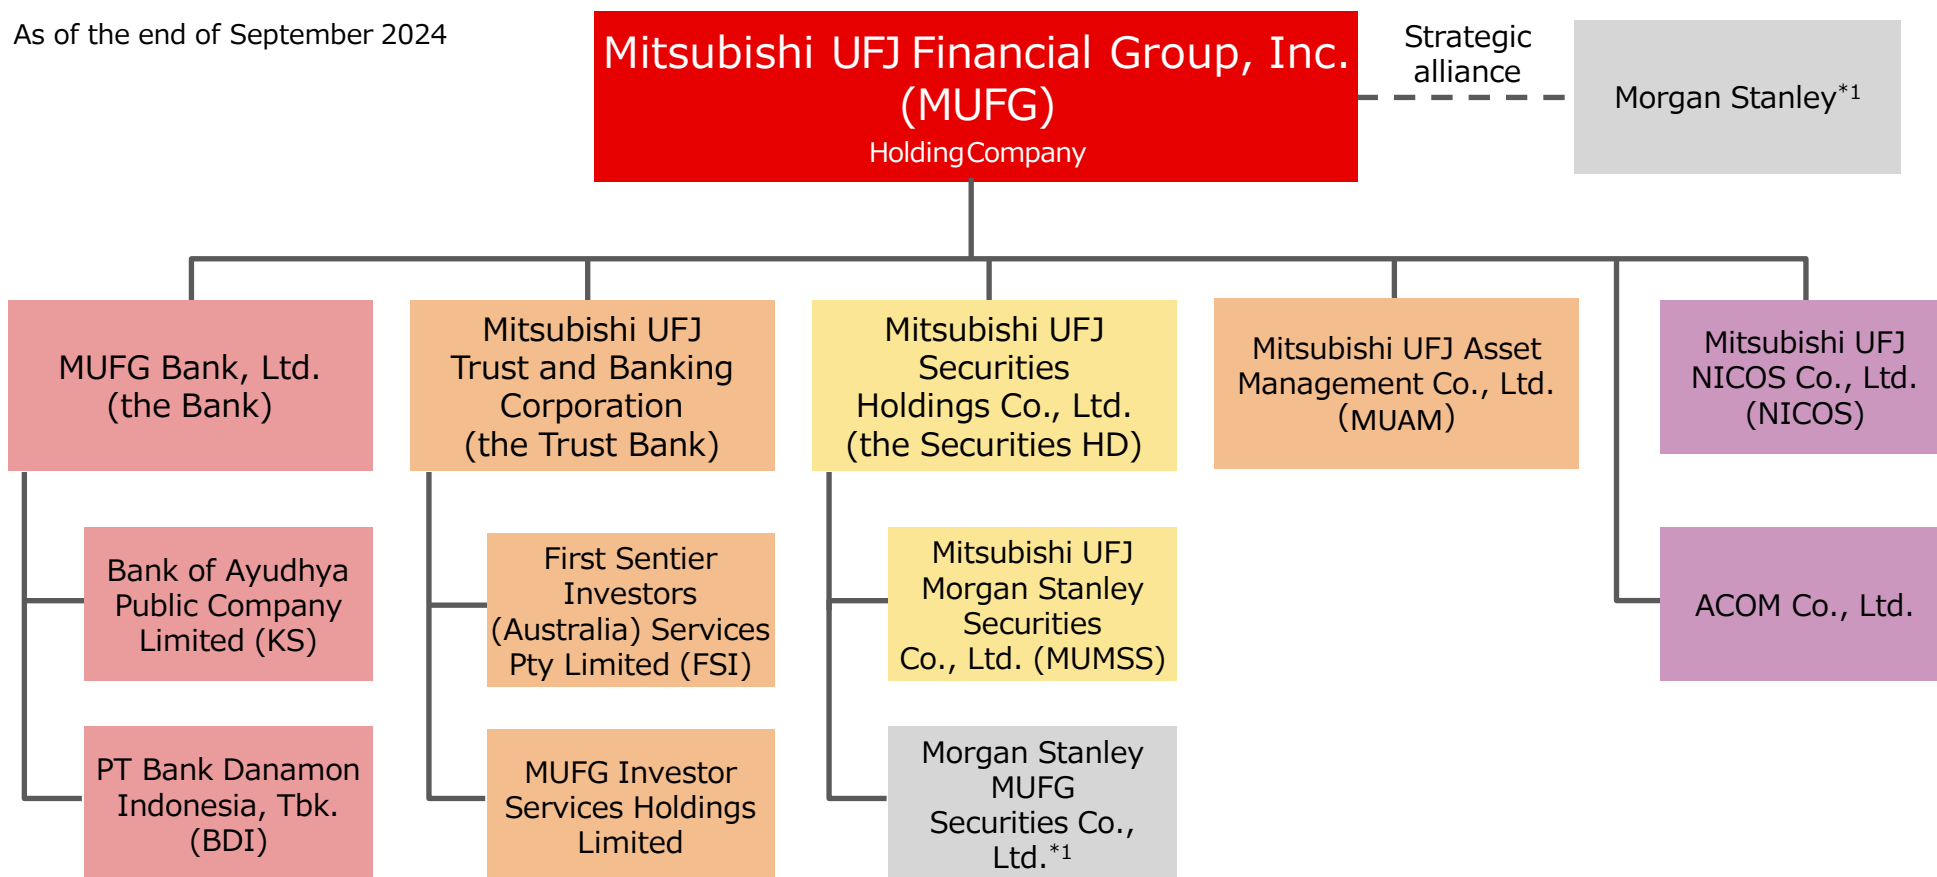 As of the end of September 2024
Mitsubishi UFJ Financial Group, Inc.
(MUFG)
Holding Company
Strategic
alliance
Morgan Stanley*1
MUFG Bank, Ltd.
(the Bank)
Mitsubishi UFJ
Trust and Banking
Corporation
(the Trust Bank)
Mitsubishi UFJ
Securities
Holdings Co., Ltd.
(the Securities HD)
Mitsubishi UFJ Asset
Management Co., Ltd.
(MUAM)
Mitsubishi UFJ
NICOS Co., Ltd.
(NICOS)
Bank of Ayudhya
Public Company
Limited (KS)
First Sentier
Investors
(Australia) Services
Pty Limited (FSI)
Mitsubishi UFJ
Morgan Stanley
Securities
Co., Ltd. (MUMSS)
ACOM Co., Ltd.
PT Bank Danamon
Indonesia, Tbk.
(BDI)
MUFG Investor
Services Holdings
Limited
Morgan Stanley
MUFG
Securities Co.,
Ltd.*1